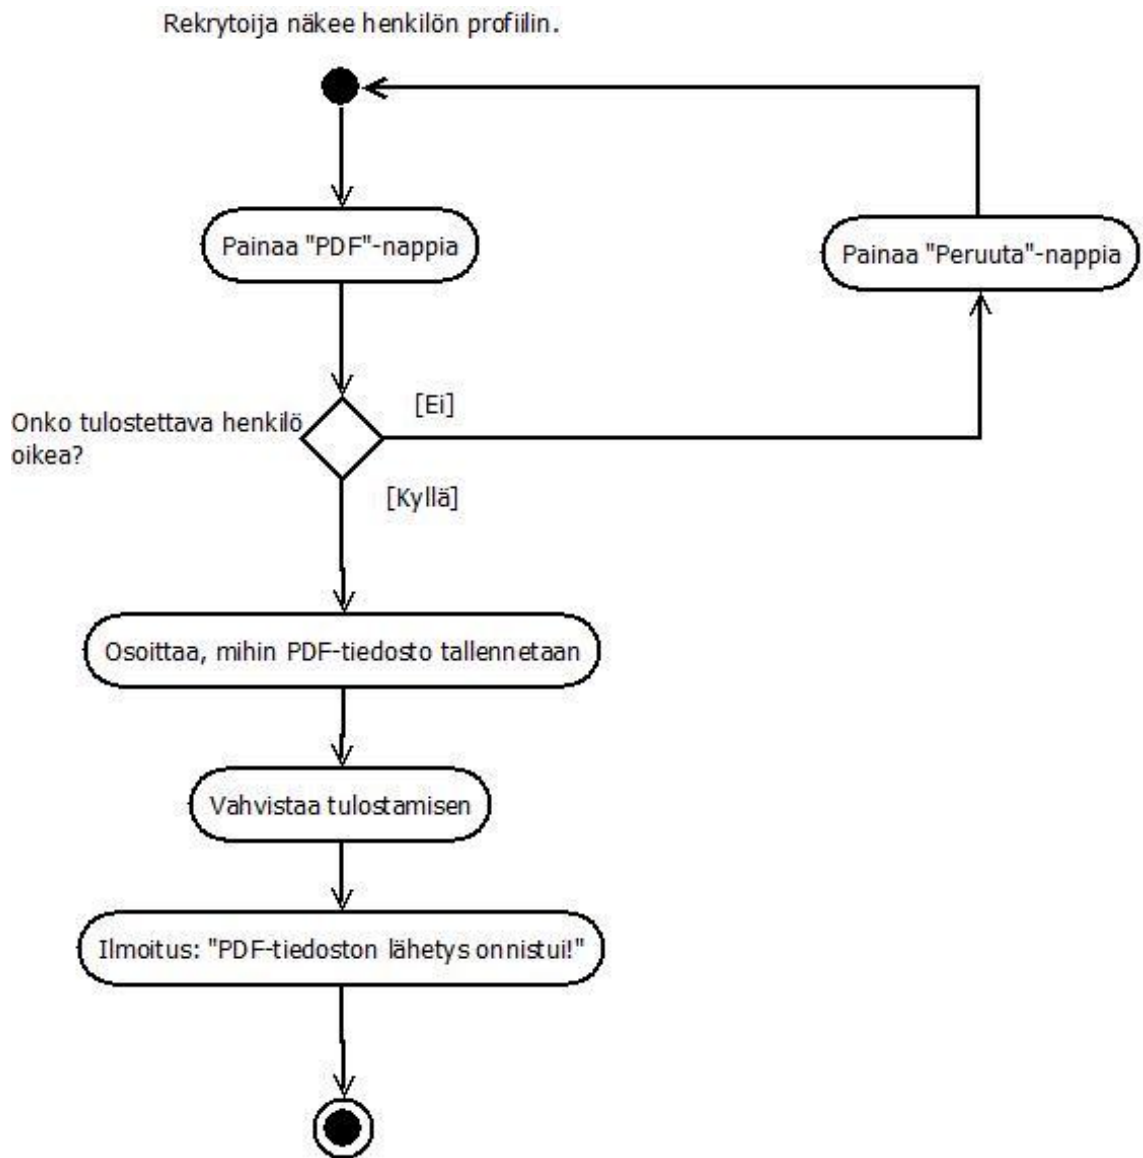 Rekrytoija näkee henkilön profiilin.
Painaa "PDF"-nappia
Painaa "Peruuta"-nappia
[Ei]
Onko tulostettava henkilö
oikea?
[Kyllä]
Osoittaa, mihin PDF-tiedosto tallennetaan
Vahvistaa tulostamisen
Ilmoitus: "PDF-tiedoston lähetys onnistui!"